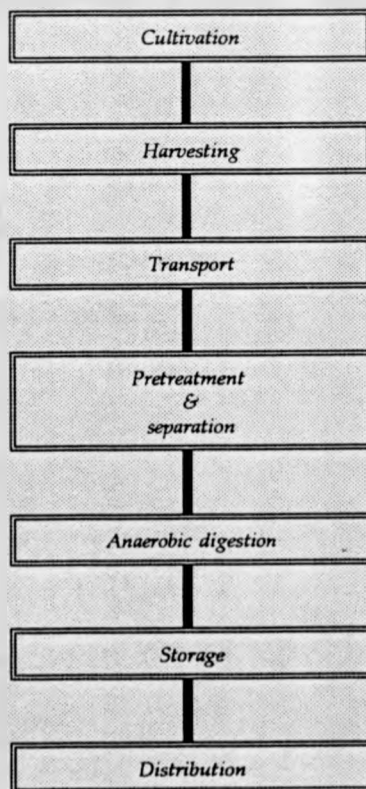 Cultivation
Harvesting
Transport
Pretreatment
&
separation
Anaerobic digestion
Storage
Distribution